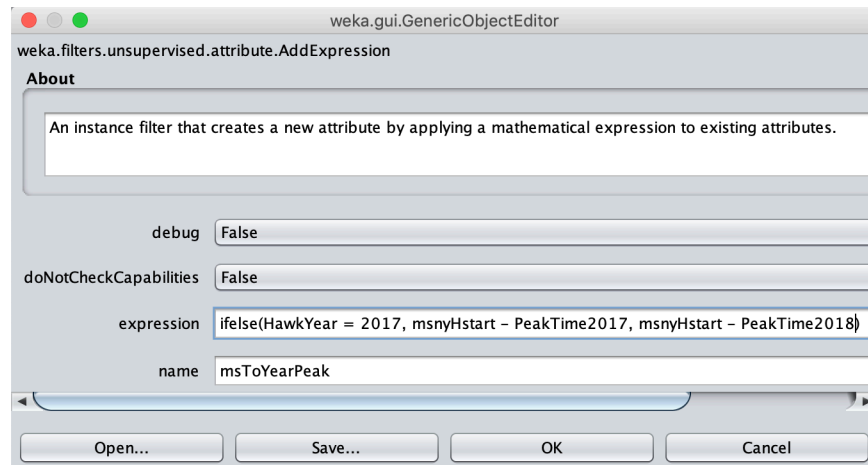 weka.gui.GenericObjectEditor
weka.filters.unsupervised.attribute.AddExpression
About
An instance filter that creates a new attribute by applying a mathematical expression to existing attributes.
debug False
doNotCheckCapabilities False
expression ifelse(HawkYear = 2017, msnyHstart - PeakTime2017, msnyHstart - PeakTime2018)
name msToYearPeak
Open... Save... OK Cancel